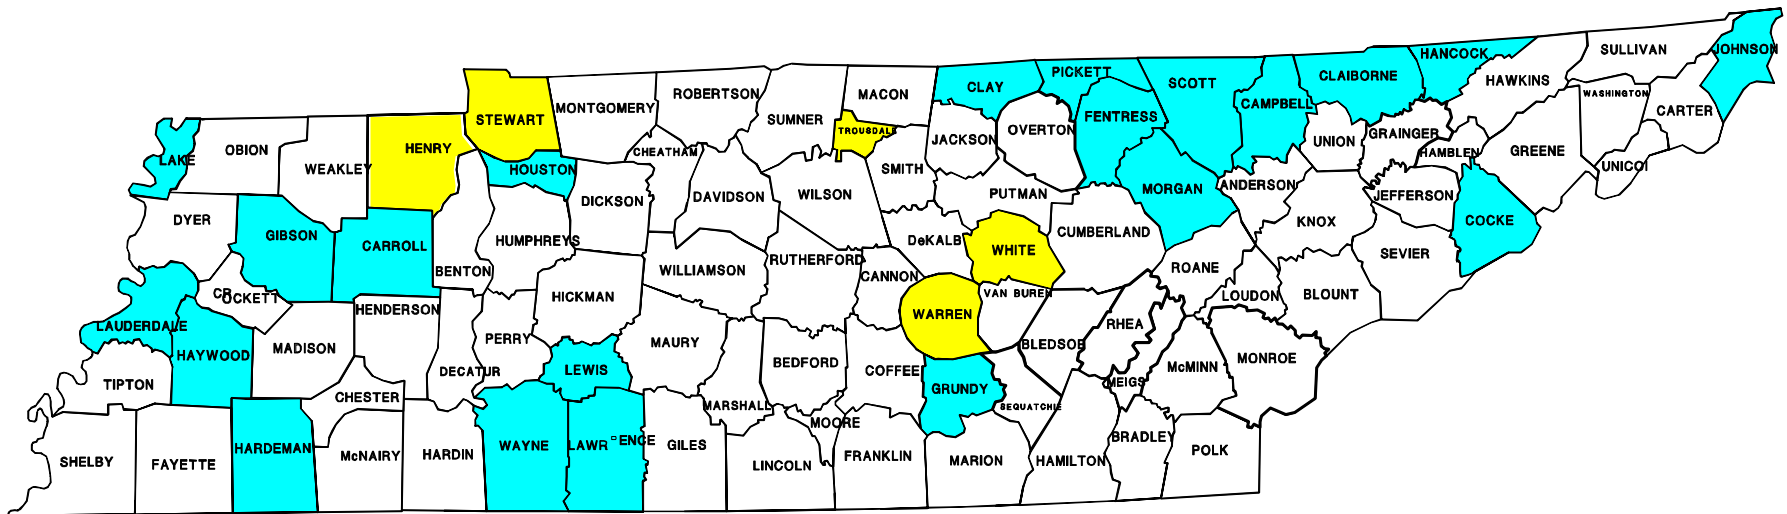 HANCOCK
JOHNSON
SULLIVAN
PICKETT
CLAIBORNE
HAWKINS
SCOTT
CLAY
WASHINGTON
ROBERTSON
MACON
CAMPBELL
CARTER
MONTGOMERY
STEWART
SUMNER
FENTRESS
TROUSDALE
OVERTON
GRAINGER
JACKSON
UNION
HENRY
OBION
CHEATHAM
HAMBLEN
GREENE
LAKE
WEAKLEY
HOUSTON
SMITH
UNICOI
ANDERSON
MORGAN
PUTMAN
WILSON
DAVIDSON
DICKSON
JEFFERSON
DYER
KNOX
COCKE
GIBSON
CARROLL
HUMPHREYS
DeKALB
WHITE
CUMBERLAND
SEVIER
RUTHERFORD
WILLIAMSON
BENTON
ROANE
CANNON
CROCKETT
HICKMAN
VAN BUREN
LOUDON
BLOUNT
HENDERSON
WARREN
LAUDERDALE
RHEA
PERRY
MAURY
BLEDSOE
MADISON
HAYWOOD
BEDFORD
MONROE
McMINN
DECATUR
LEWIS
COFFEE
TIPTON
GRUNDY
MEIGS
CHESTER
MARSHALL
SEQUATCHIE
MOORE
BRADLEY
LAWR▫ENCE
WAYNE
GILES
HARDEMAN
POLK
McNAIRY
HARDIN
FRANKLIN
SHELBY
FAYETTE
LINCOLN
MARION
HAMILTON